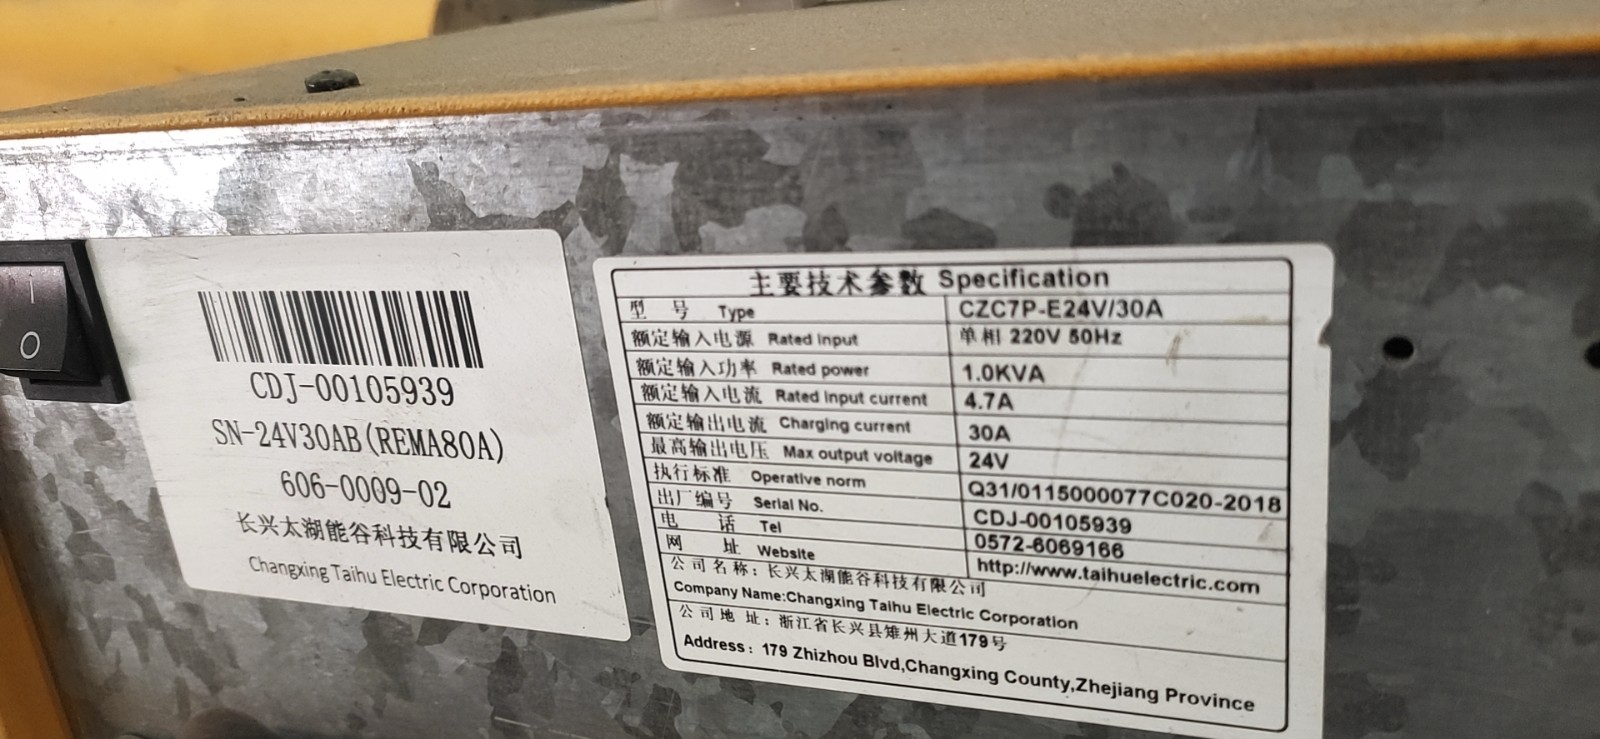 CDJ-00105939
SN-24V30AB(REMA80A)
606-0009-02
长兴太湖能谷科技有限公司
Changxing Taihu Electric Corporation
主要技术参数 Specification
型 号 Type CZC7P-E24V/30A
额定输入电源 Rated Input 单相 220V 50Hz
额定输入功率 Rated power 1.0KVA
额定输入电流 Rated Input current 4.7A
额定输出电流 Charging current 30A
最高输出电压 Max output voltage 24V
执行标准 Operative norm Q31/0115000077C020-2018
出厂编号 Serial No. CDJ-00105939
电 话 Tel 0572-6069166
网 址 Website http://www.taihuelectric.com
公司名称：长兴太湖能谷科技有限公司
Company Name:Changxing Taihu Electric Corporation
公司地 址：浙江省长兴县雉州大道179号
Address：179 Zhizhou Blvd,Changxing County,Zhejiang Province